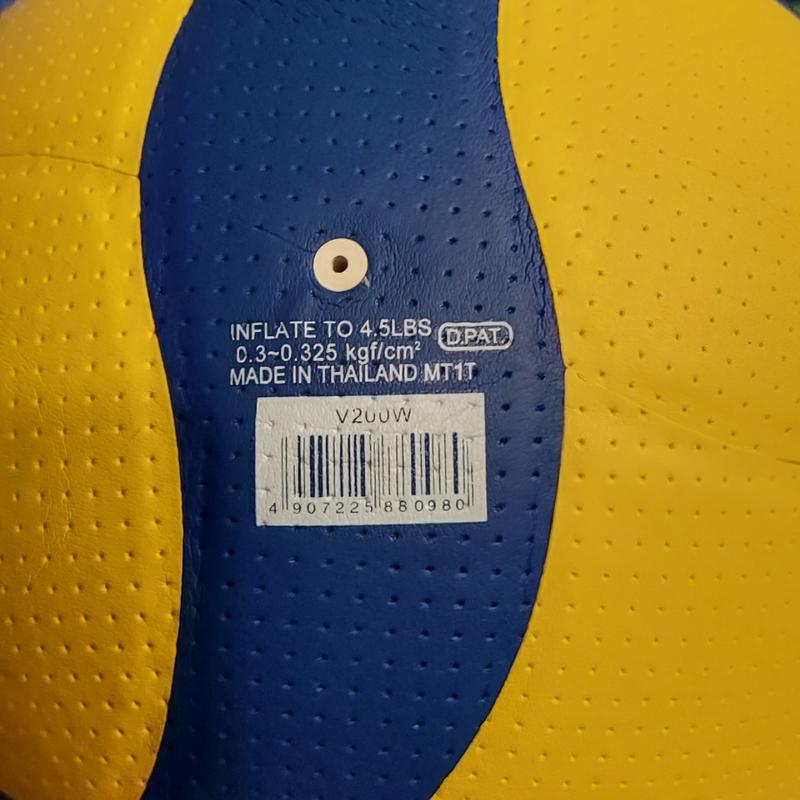 INFLATE TO 4.5LBS D.PAT.
0.3~0.325 kgf/cm²
MADE IN THAILAND MT1T
V200W
4 907225 880980